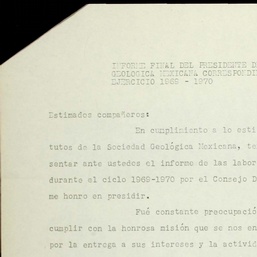 INFORME FINAL DEL PRESIDENTE D
GEOLOGICA MEXICANA CORRESPONDI
EJERCICIO 1969 - 1970
Estimados compañeros:
En cumplimiento a lo esti
tutos de la Sociedad Geológica Mexicana, te
sentar ante ustedes el informe de las labor
durante el ciclo 1969-1970 por el Consejo D
me honro en presidir.
Fué constante preocupació
cumplir con la honrosa misión que se nos en
por la entrega a sus intereses y la activid